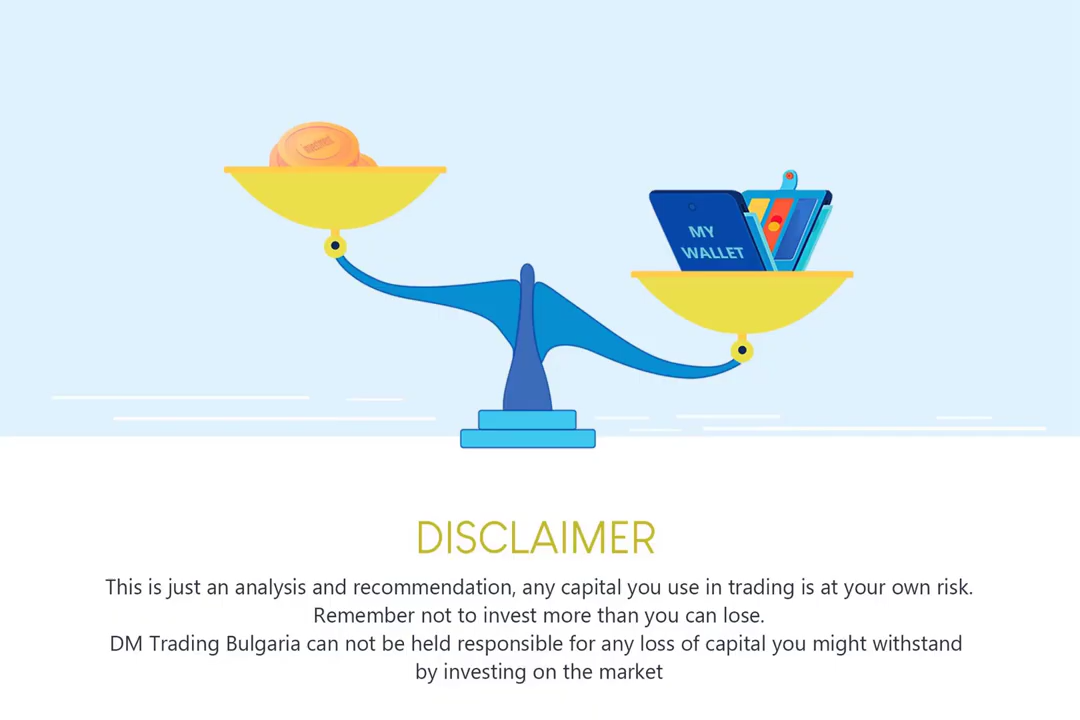 MY
WALLET
DISCLAIMER
This is just an analysis and recommendation, any capital you use in trading is at your own risk.
Remember not to invest more than you can lose.
DM Trading Bulgaria can not be held responsible for any loss of capital you might withstand
by investing on the market